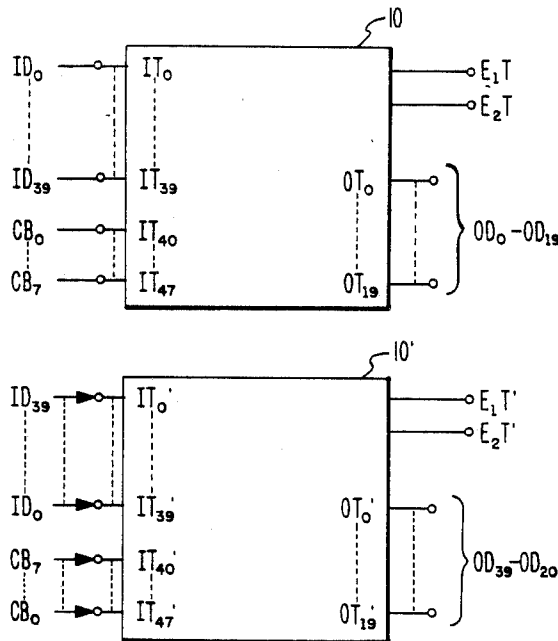 10
ID₀ IT₀ E₁T
E₂T
ID₃₉ IT₃₉ OT₀
CB₀ IT₄₀ OD₀-OD₁₉
CB₇ IT₄₇ OT₁₉
10'
ID₃₉ IT₀' E₁T'
E₂T'
ID₀ IT₃₉' OT₀'
CB₇ IT₄₀' OD₃₉-OD₂₀
CB₀ IT₄₇' OT₁₉'